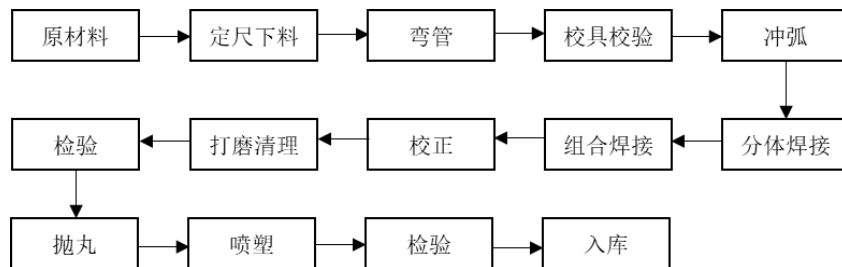 原材料 定尺下料 弯管 校具校验 冲弧
检验 打磨清理 校正 组合焊接 分体焊接
抛丸 喷塑 检验 入库